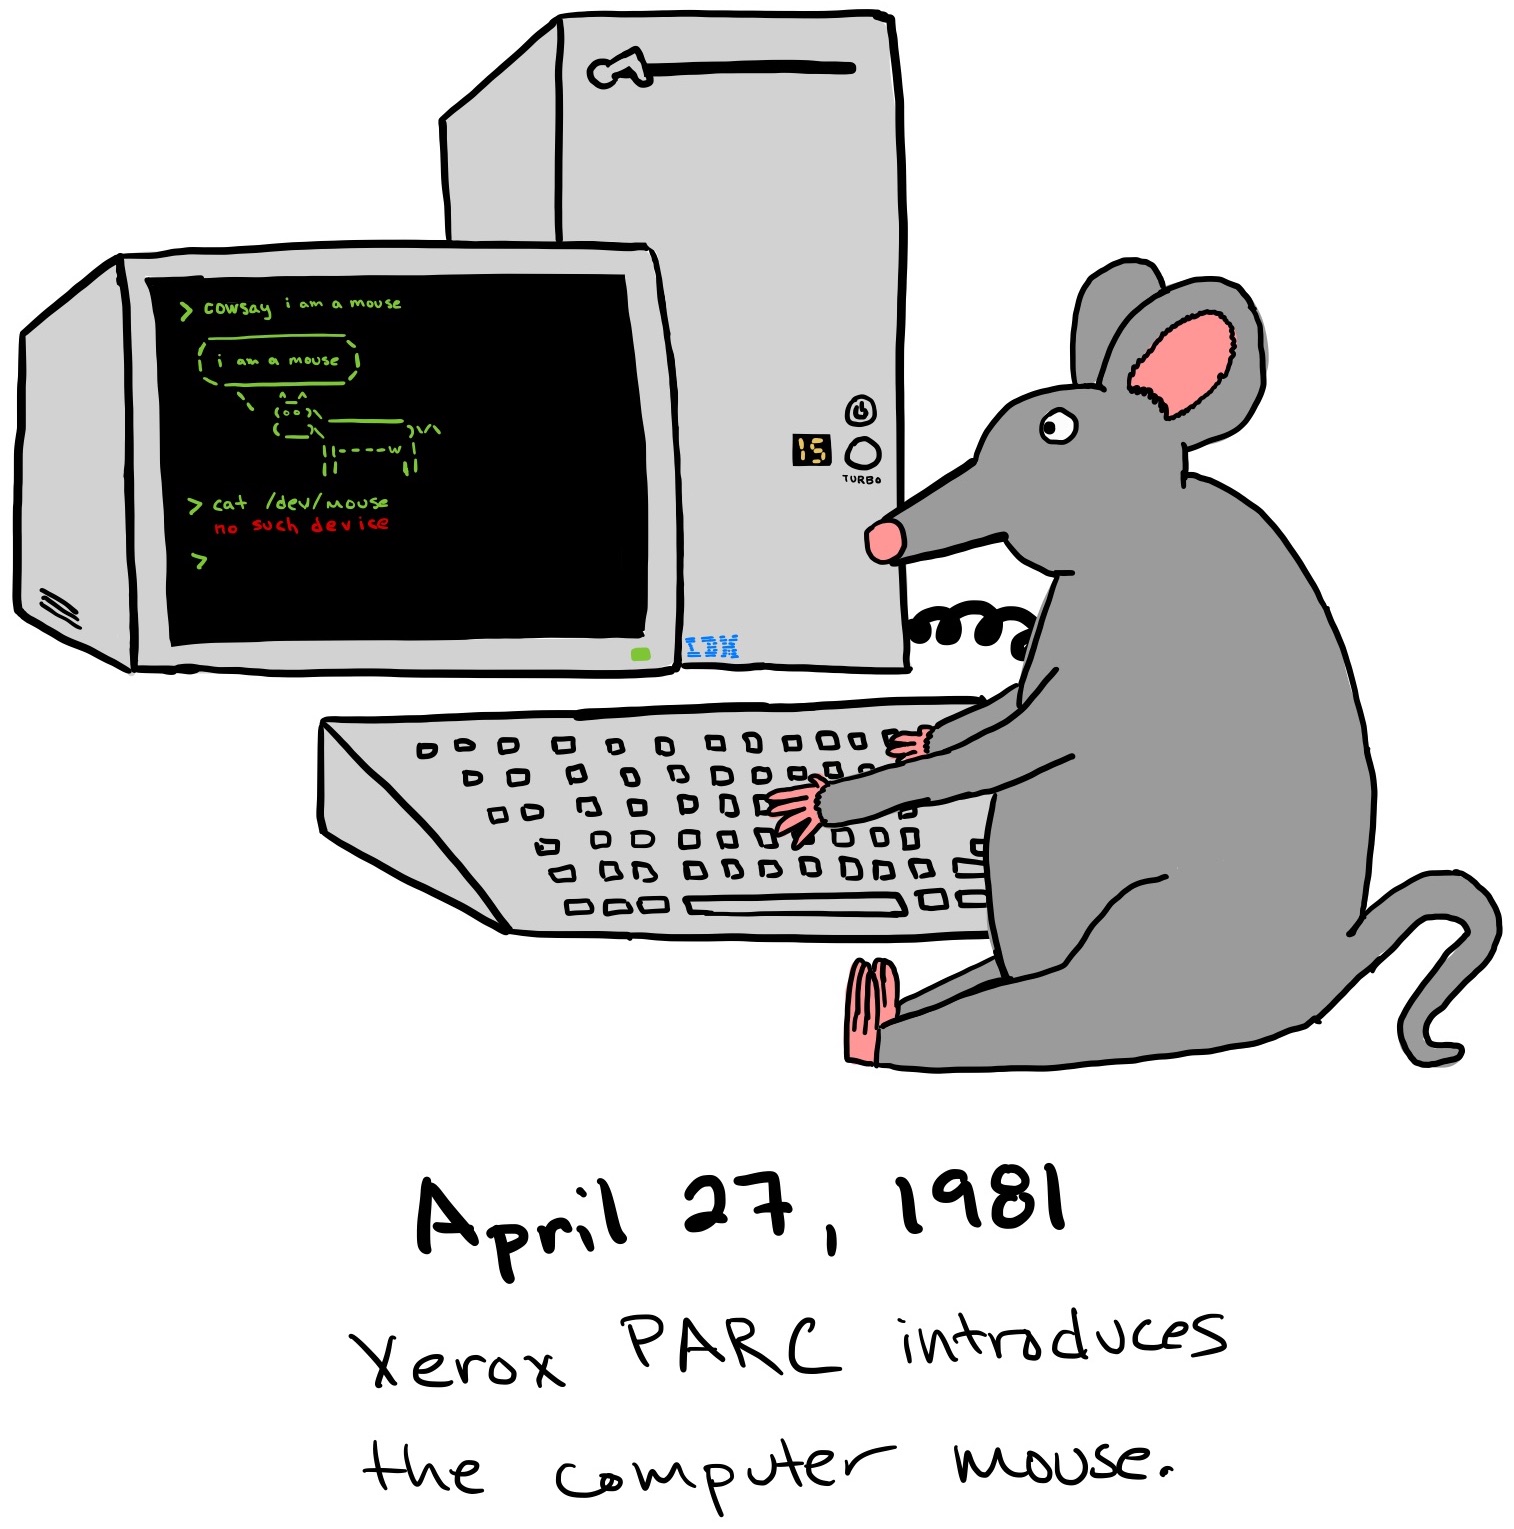 > cowsay i am a mouse
i am a mouse
> cat /dev/mouse
no such device
>
15
TURBO
IBM
April 27, 1981
Xerox PARC introduces
the computer mouse.